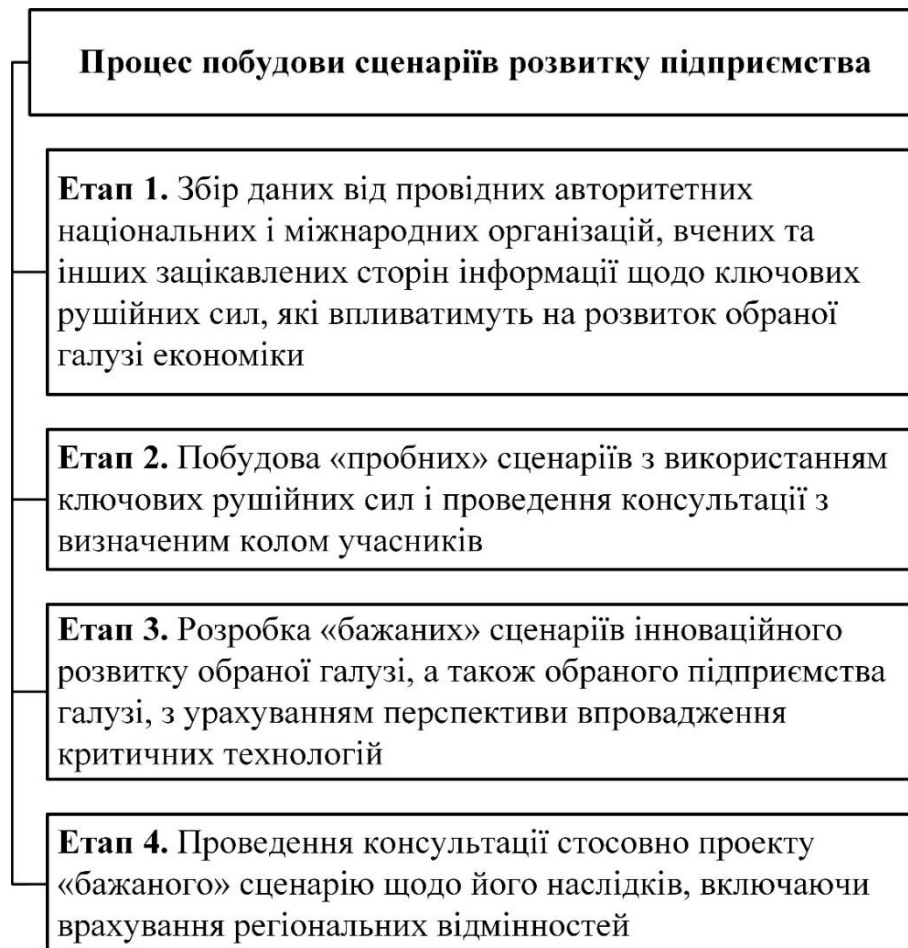 Процес побудови сценаріїв розвитку підприємства
Етап 1. Збір даних від провідних авторитетних
національних і міжнародних організацій, вчених та
інших зацікавлених сторін інформації щодо ключових
рушійних сил, які впливатимуть на розвиток обраної
галузі економіки
Етап 2. Побудова «пробних» сценаріїв з використанням
ключових рушійних сил і проведення консультації з
визначеним колом учасників
Етап 3. Розробка «бажаних» сценаріїв інноваційного
розвитку обраної галузі, а також обраного підприємства
галузі, з урахуванням перспективи впровадження
критичних технологій
Етап 4. Проведення консультації стосовно проекту
«бажаного» сценарію щодо його наслідків, включаючи
врахування регіональних відмінностей